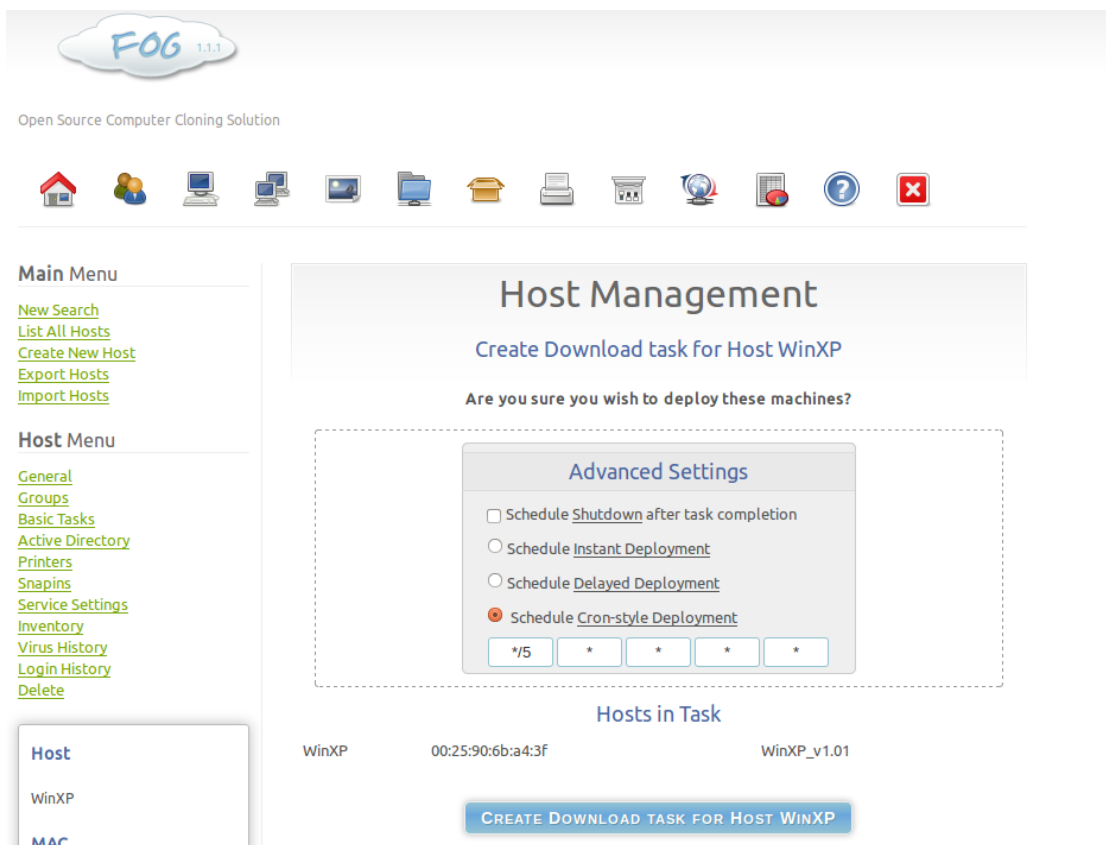 FOG 1.1.1
Open Source Computer Cloning Solution
Main Menu
New Search
List All Hosts
Create New Host
Export Hosts
Import Hosts
Host Menu
General
Groups
Basic Tasks
Active Directory
Printers
Snapins
Service Settings
Inventory
Virus History
Login History
Delete
Host
WinXP
MAC
Host Management
Create Download task for Host WinXP
Are you sure you wish to deploy these machines?
Advanced Settings
Schedule Shutdown after task completion
Schedule Instant Deployment
Schedule Delayed Deployment
Schedule Cron-style Deployment
*/5 * * * *
Hosts in Task
WinXP 00:25:90:6b:a4:3f WinXP_v1.01
CREATE DOWNLOAD TASK FOR HOST WINXP